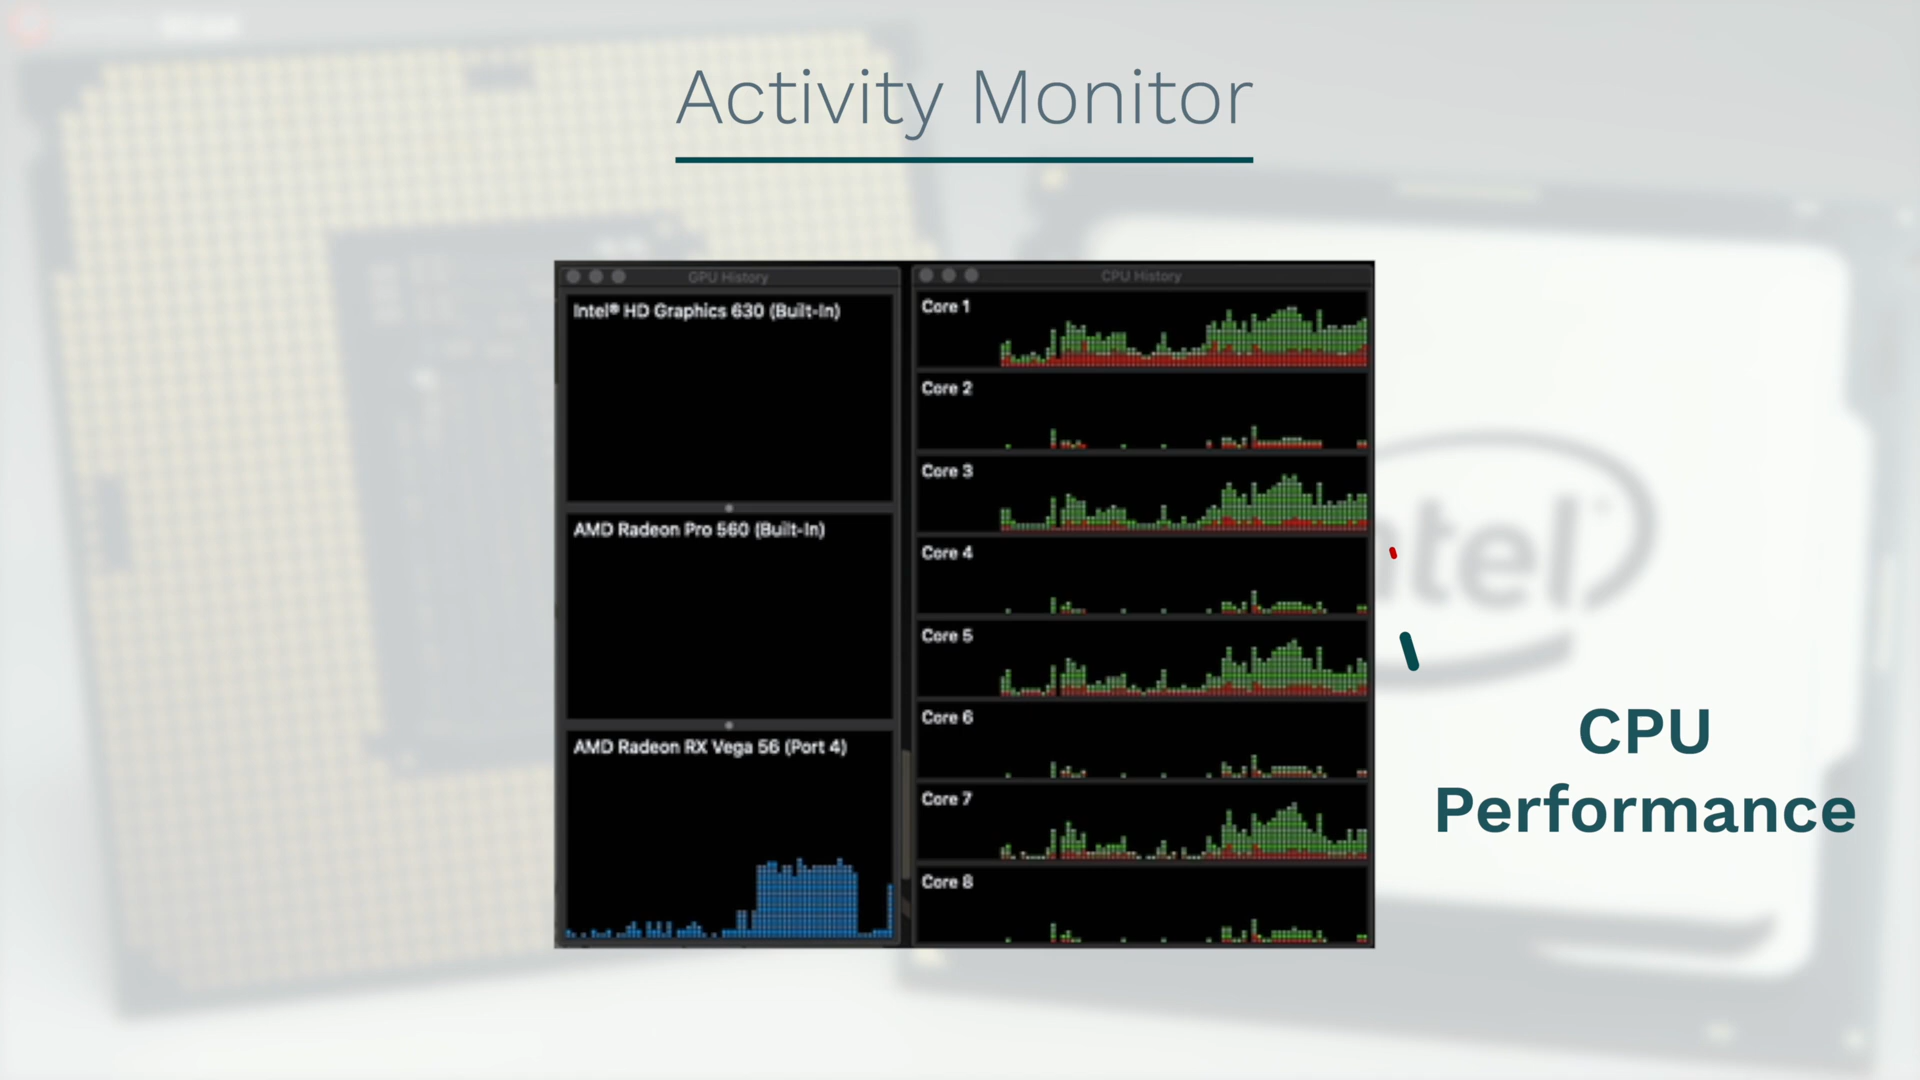 Activity Monitor
GPU History
Intel® HD Graphics 630 (Built-In)
AMD Radeon Pro 560 (Built-In)
AMD Radeon RX Vega 56 (Port 4)
CPU History
Core 1
Core 2
Core 3
Core 4
Core 5
Core 6
Core 7
Core 8
intel
CPU
Performance